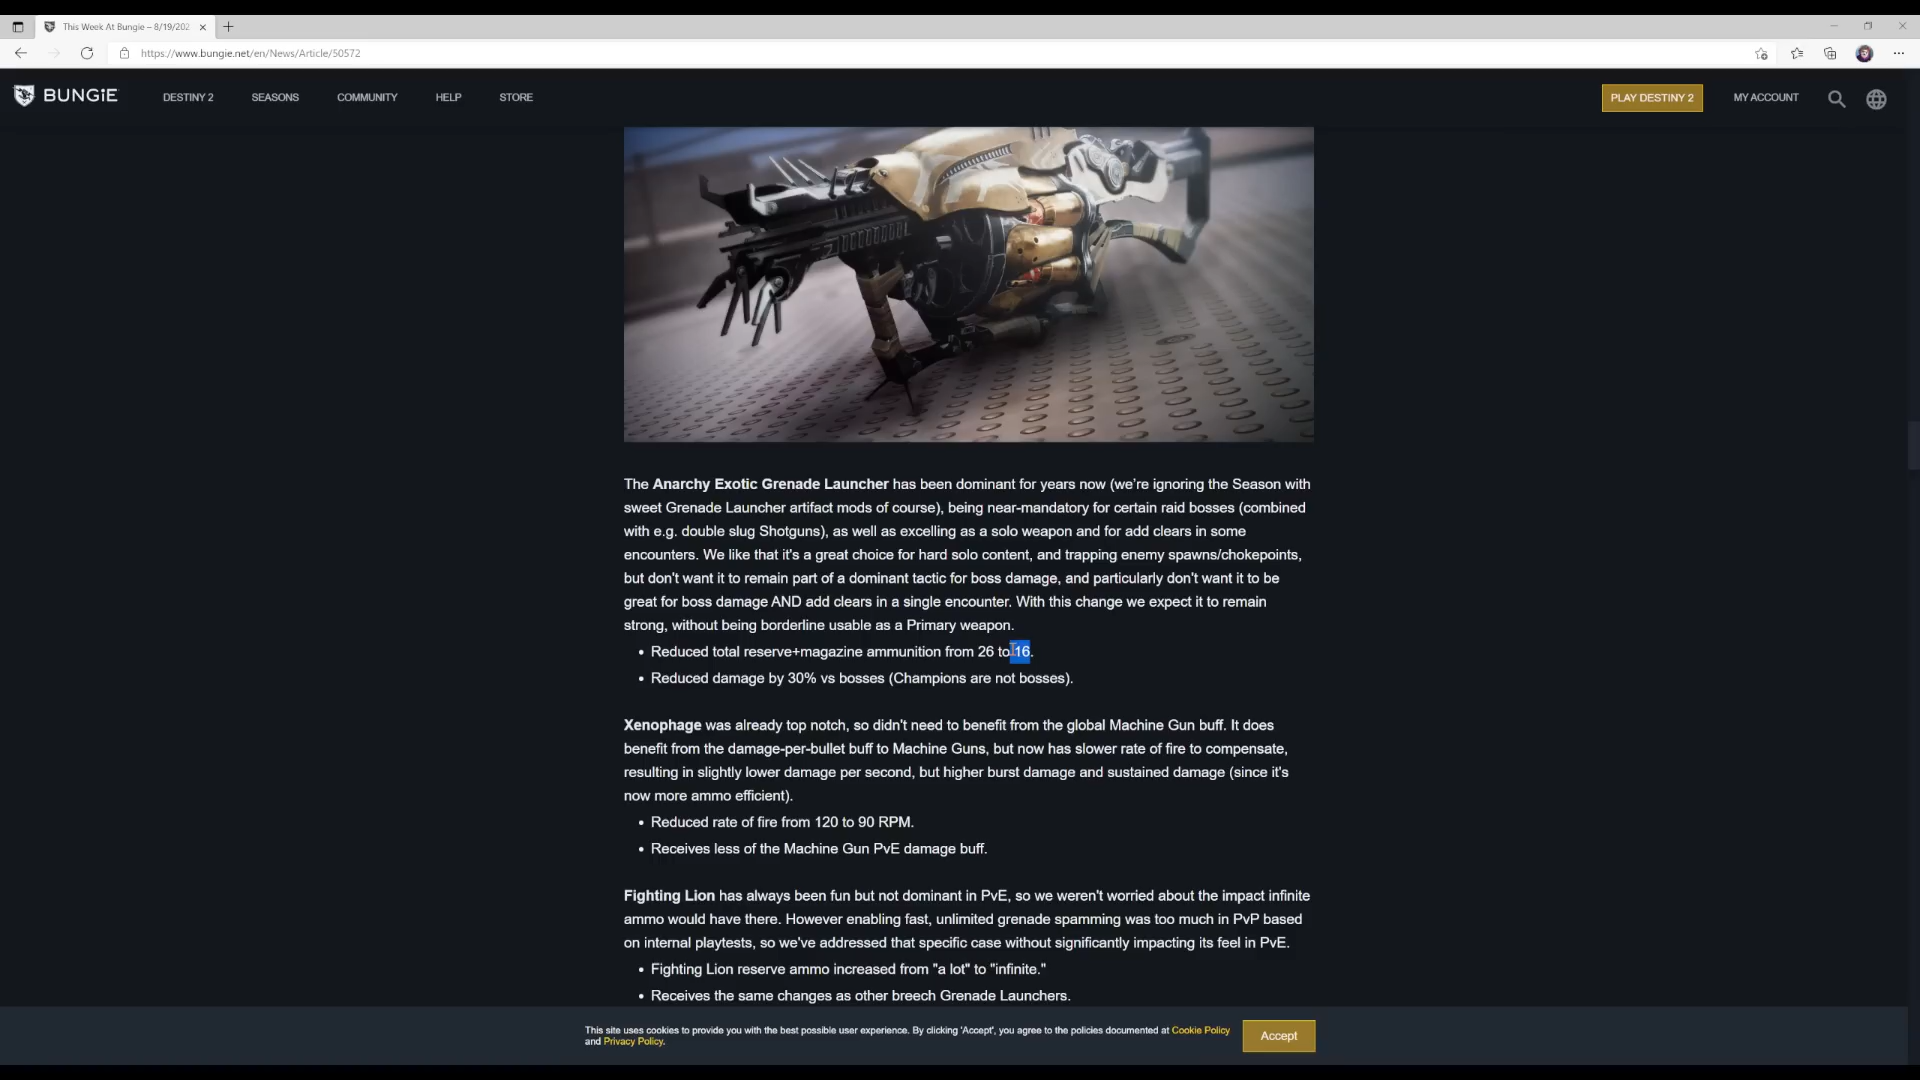 This Week At Bungie – 8/19/202
https://www.bungie.net/en/News/Article/50572
BUNGiE
DESTINY 2
SEASONS
COMMUNITY
HELP
STORE
PLAY DESTINY 2
MY ACCOUNT
The Anarchy Exotic Grenade Launcher has been dominant for years now (we're ignoring the Season with
sweet Grenade Launcher artifact mods of course), being near-mandatory for certain raid bosses (combined
with e.g. double slug Shotguns), as well as excelling as a solo weapon and for add clears in some
encounters. We like that it's a great choice for hard solo content, and trapping enemy spawns/chokepoints,
but don't want it to remain part of a dominant tactic for boss damage, and particularly don't want it to be
great for boss damage AND add clears in a single encounter. With this change we expect it to remain
strong, without being borderline usable as a Primary weapon.
• Reduced total reserve+magazine ammunition from 26 to 16.
• Reduced damage by 30% vs bosses (Champions are not bosses).
Xenophage was already top notch, so didn't need to benefit from the global Machine Gun buff. It does
benefit from the damage-per-bullet buff to Machine Guns, but now has slower rate of fire to compensate,
resulting in slightly lower damage per second, but higher burst damage and sustained damage (since it's
now more ammo efficient).
• Reduced rate of fire from 120 to 90 RPM.
• Receives less of the Machine Gun PvE damage buff.
Fighting Lion has always been fun but not dominant in PvE, so we weren't worried about the impact infinite
ammo would have there. However enabling fast, unlimited grenade spamming was too much in PvP based
on internal playtests, so we've addressed that specific case without significantly impacting its feel in PvE.
• Fighting Lion reserve ammo increased from "a lot" to "infinite."
• Receives the same changes as other breech Grenade Launchers.
This site uses cookies to provide you with the best possible user experience. By clicking 'Accept', you agree to the policies documented at Cookie Policy
and Privacy Policy.
Accept